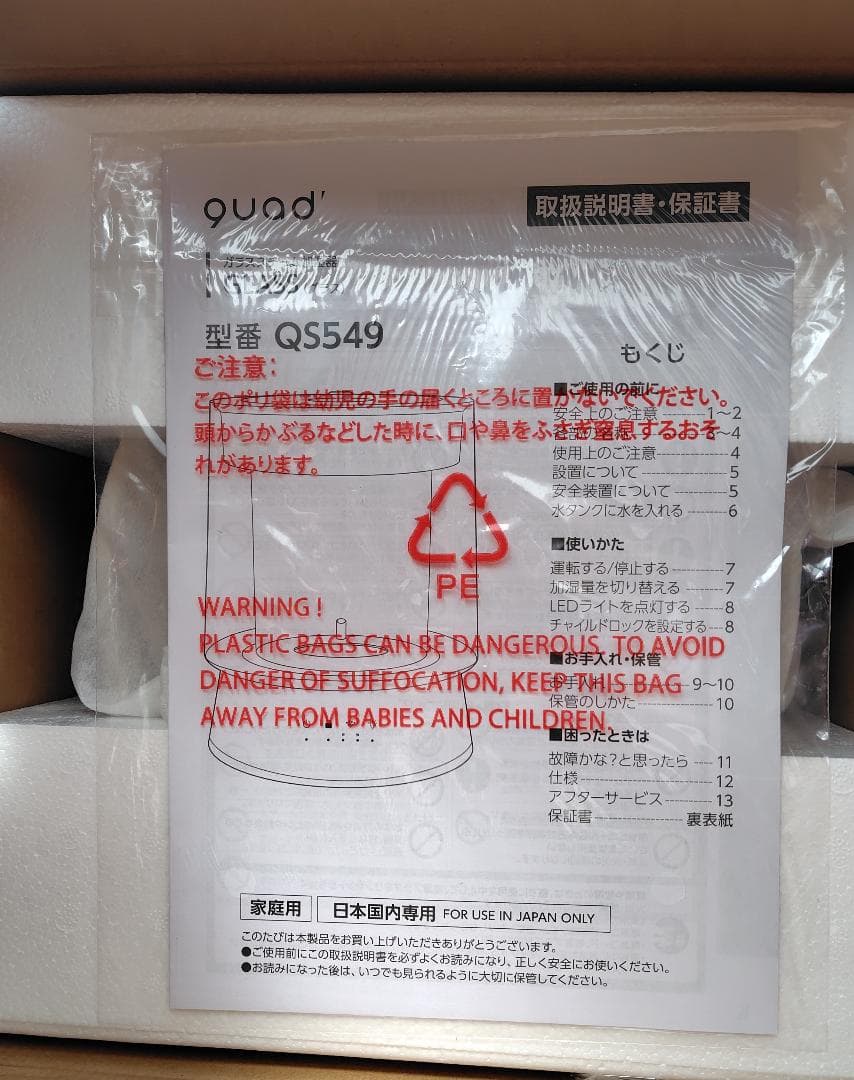 quad'
取扱説明書・保証書
型番 QS549
ご注意：
このポリ袋は幼児の手の届くところに置かないでください。
頭からかぶるなどした時に、口や鼻をふさぎ窒息するおそ
れがあります。
PE
WARNING !
PLASTIC BAGS CAN BE DANGEROUS, TO AVOID
DANGER OF SUFFOCATION, KEEP THIS BAG
AWAY FROM BABIES AND CHILDREN.
もくじ
■ご使用の前に
安全上のご注意 ---------- 1～2
3～4
使用上のご注意 ---------- 4
設置について ---------- 5
安全装置について ---------- 5
水タンクに水を入れる ------- 6
■使いかた
運転する/停止する ---------- 7
加湿量を切り替える -------- 7
LEDライトを点灯する ----- 8
チャイルドロックを設定する --- 8
■お手入れ・保管
お手入れ 9～10
保管のしかた ---------- 10
■困ったときは
故障かな？と思ったら ---- 11
仕様 ---------- 12
アフターサービス ---------- 13
保証書 ---------- 裏表紙
家庭用
日本国内専用 FOR USE IN JAPAN ONLY
このたびは本製品をお買い上げいただきありがとうございます。
●ご使用前にこの取扱説明書を必ずよくお読みになり、正しく安全にお使いください。
●お読みになった後は、いつでも見られるように大切に保管してください。